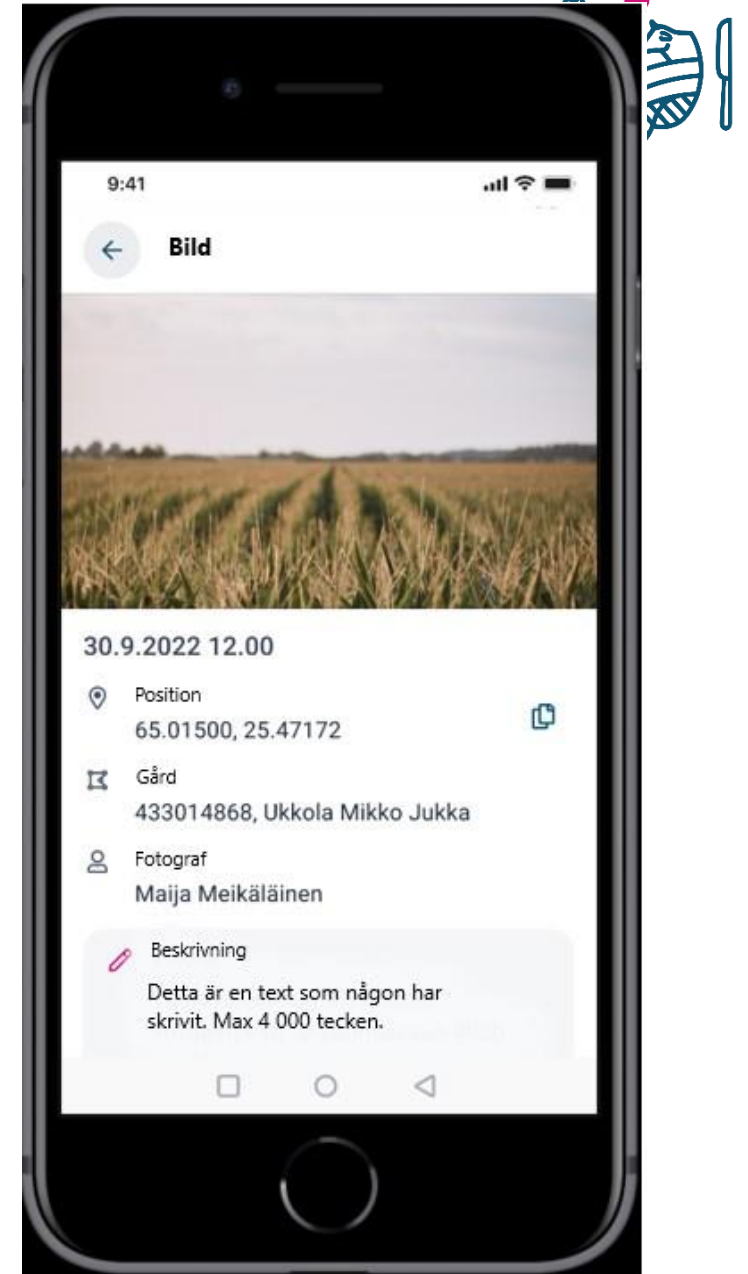 9:41
Bild
30.9.2022 12.00
Position
65.01500, 25.47172
Gård
433014868, Ukkola Mikko Jukka
Fotograf
Maija Meikäläinen
Beskrivning
Detta är en text som någon har
skrivit. Max 4 000 tecken.